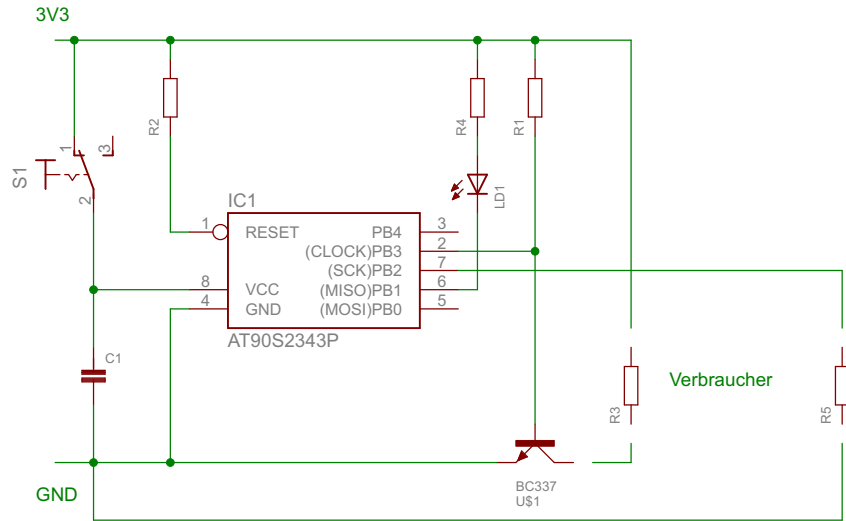 3V3
1
3
S1
2
R2
R4
R1
LD1
IC1
1
RESET
PB4
3
(CLOCK)PB3
2
(SCK)PB2
7
8
VCC
(MISO)PB1
6
4
GND
(MOSI)PB0
5
AT90S2343P
C1
Verbraucher
R3
R5
GND
BC337
U$1